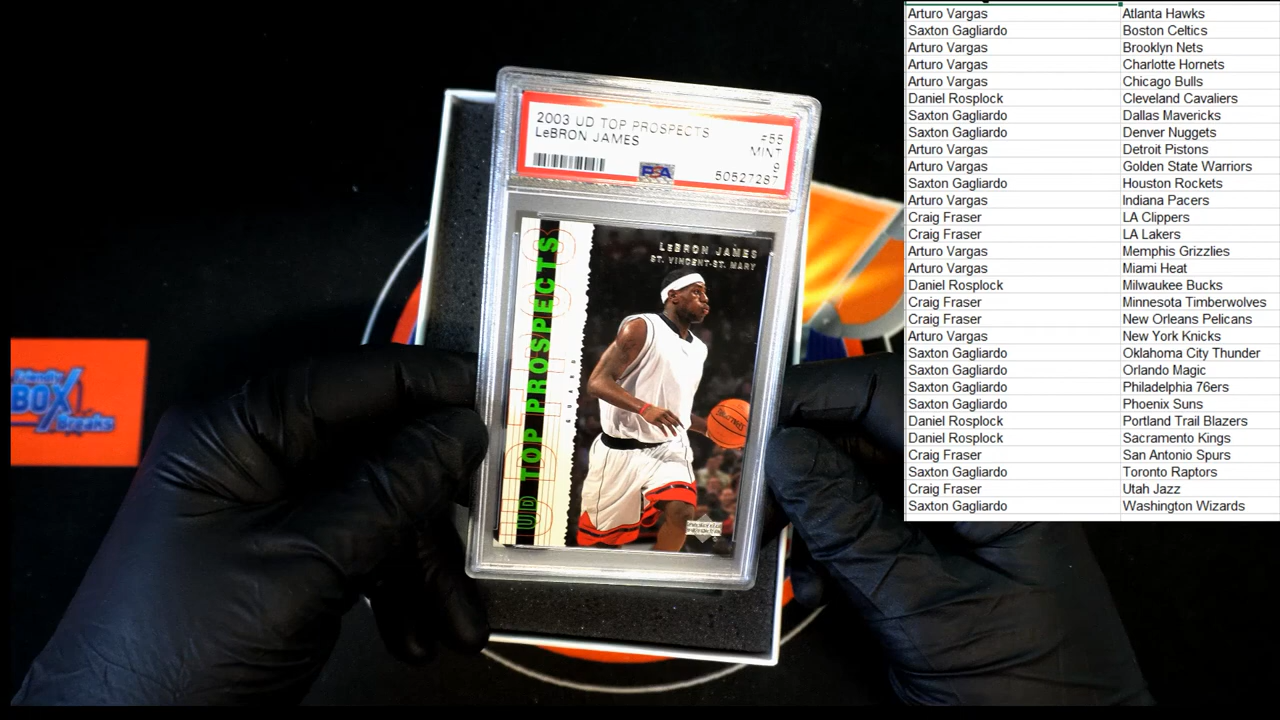 2003 UD TOP PROSPECTS #55
LeBRON JAMES MINT
9
PSA 50527287
LEBRON JAMES
ST. VINCENT-ST. MARY
UD TOP PROSPECTS
GUARD
BOX
Breaks
Arturo Vargas Atlanta Hawks
Saxton Gagliardo Boston Celtics
Arturo Vargas Brooklyn Nets
Arturo Vargas Charlotte Hornets
Arturo Vargas Chicago Bulls
Daniel Rosplock Cleveland Cavaliers
Saxton Gagliardo Dallas Mavericks
Saxton Gagliardo Denver Nuggets
Arturo Vargas Detroit Pistons
Arturo Vargas Golden State Warriors
Saxton Gagliardo Houston Rockets
Arturo Vargas Indiana Pacers
Craig Fraser LA Clippers
Craig Fraser LA Lakers
Arturo Vargas Memphis Grizzlies
Arturo Vargas Miami Heat
Daniel Rosplock Milwaukee Bucks
Craig Fraser Minnesota Timberwolves
Craig Fraser New Orleans Pelicans
Arturo Vargas New York Knicks
Saxton Gagliardo Oklahoma City Thunder
Saxton Gagliardo Orlando Magic
Saxton Gagliardo Philadelphia 76ers
Saxton Gagliardo Phoenix Suns
Daniel Rosplock Portland Trail Blazers
Daniel Rosplock Sacramento Kings
Craig Fraser San Antonio Spurs
Saxton Gagliardo Toronto Raptors
Craig Fraser Utah Jazz
Saxton Gagliardo Washington Wizards